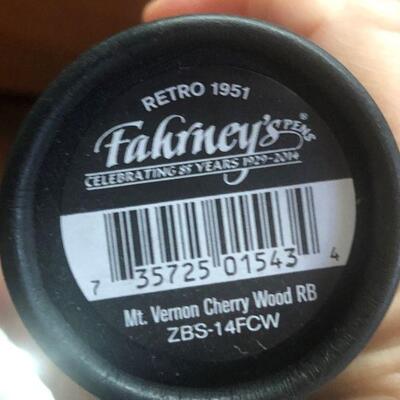 RETRO 1951
Fahrney's PENS®
CELEBRATING 85 YEARS 1929-2014
7 35725 01543 4
Mt. Vernon Cherry Wood RB
ZBS-14FCW